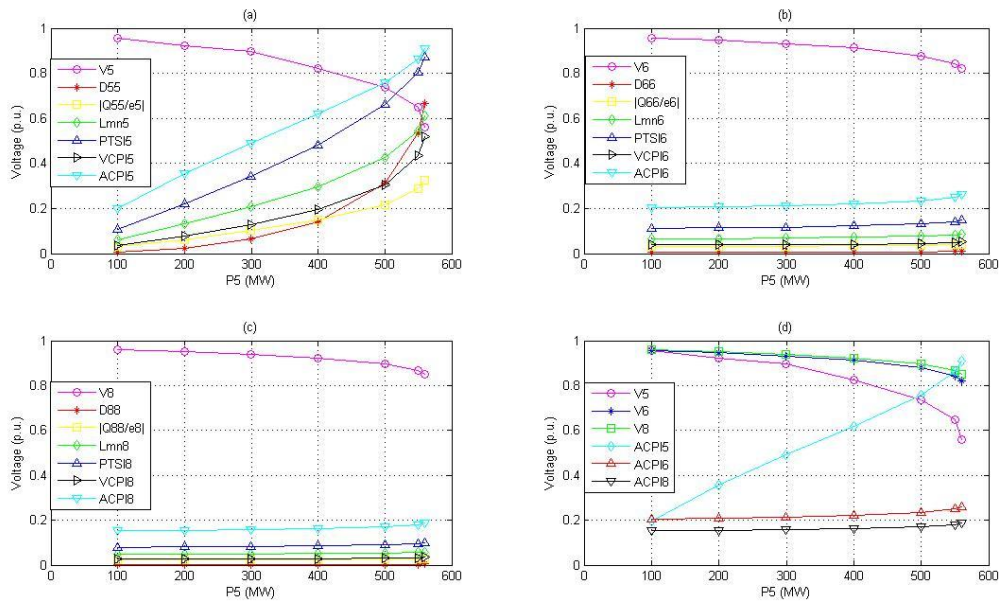 (a)
Voltage (p.u.)
1
0.8
0.6
0.4
0.2
0
V5
D55
|Q55/e5|
Lmn5
PTSI5
VCPI5
ACPI5
0
100
200
300
400
500
600
P5 (MW)
(b)
Voltage (p.u.)
1
0.8
0.6
0.4
0.2
0
V6
D66
|Q66/e6|
Lmn6
PTSI6
VCPI6
ACPI6
0
100
200
300
400
500
600
P5 (MW)
(c)
Voltage (p.u.)
1
0.8
0.6
0.4
0.2
0
V8
D88
|Q88/e8|
Lmn8
PTSI8
VCPI8
ACPI8
0
100
200
300
400
500
600
P5 (MW)
(d)
Voltage (p.u.)
1
0.8
0.6
0.4
0.2
0
V5
V6
V8
ACPI5
ACPI6
ACPI8
0
100
200
300
400
500
600
P5 (MW)